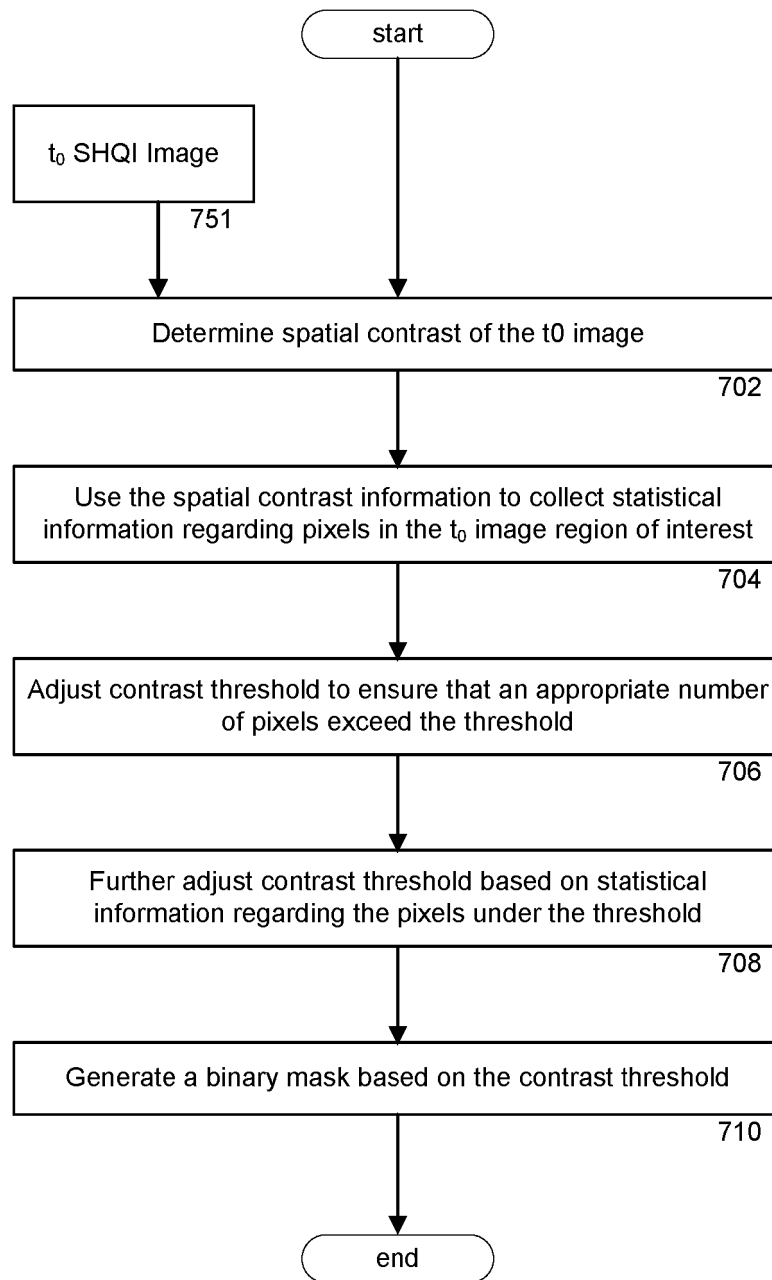 start
t₀ SHQI Image
751
Determine spatial contrast of the t0 image
702
Use the spatial contrast information to collect statistical
information regarding pixels in the t₀ image region of interest
704
Adjust contrast threshold to ensure that an appropriate number
of pixels exceed the threshold
706
Further adjust contrast threshold based on statistical
information regarding the pixels under the threshold
708
Generate a binary mask based on the contrast threshold
710
end